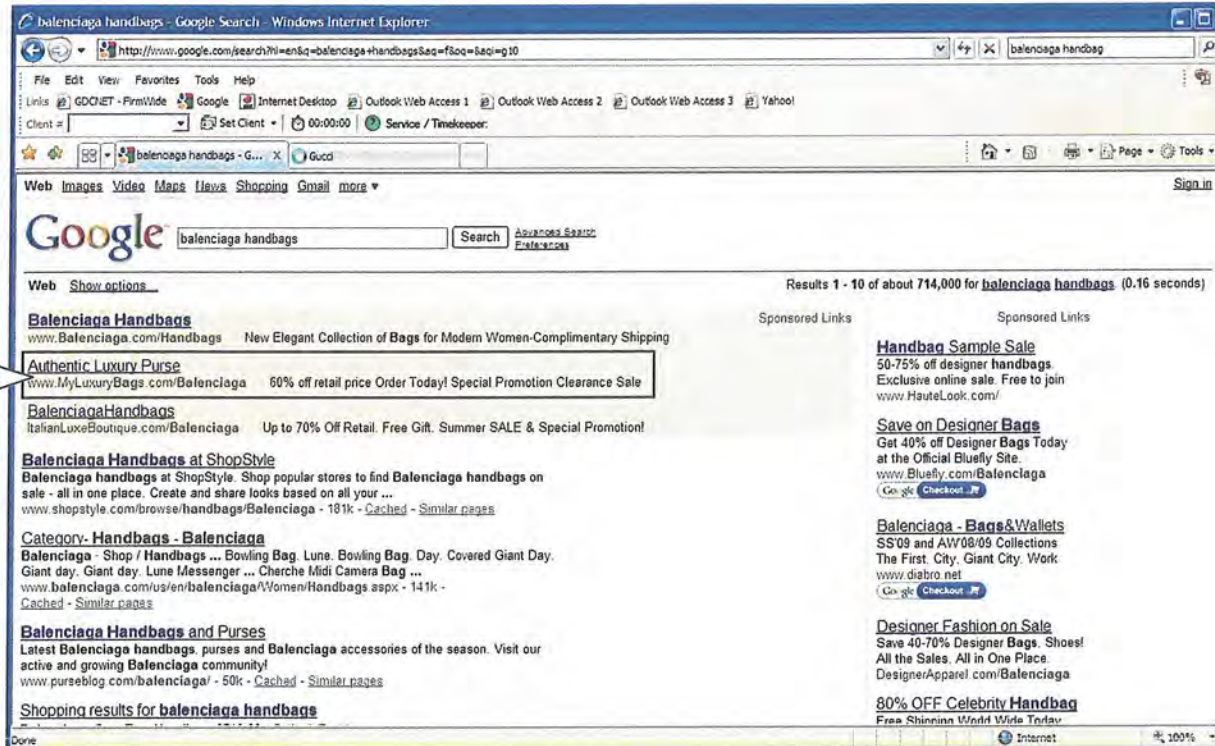 balenciaga handbags - Google Search - Windows Internet Explorer
http://www.google.com/search?hl=en&q=balenciaga+handbags&aq=f&oq=&aqi=g10
balenciaga handbag
File Edit View Favorites Tools Help
Links GDCNET - FirmWide Google Internet Desktop Outlook Web Access 1 Outlook Web Access 2 Outlook Web Access 3 Yahoo!
Client = Set Client 00:00:00 Service / Timekeeper:
balenciaga handbags - G... X Gucci Page Tools
Web Images Video Maps News Shopping Gmail more Sign in
Google balenciaga handbags Search Advanced Search
Preferences
Web Show options... Results 1 - 10 of about 714,000 for balenciaga handbags. (0.16 seconds)
Balenciaga Handbags
www.Balenciaga.com/Handbags New Elegant Collection of Bags for Modern Women-Complimentary Shipping
Sponsored Links
Authentic Luxury Purse
www.MyLuxuryBags.com/Balenciaga 60% off retail price Order Today! Special Promotion Clearance Sale
BalenciagaHandbags
ItalianLuxeBoutique.com/Balenciaga Up to 70% Off Retail. Free Gift. Summer SALE & Special Promotion!
Balenciaga Handbags at ShopStyle
Balenciaga handbags at ShopStyle. Shop popular stores to find Balenciaga handbags on
sale - all in one place. Create and share looks based on all your ...
www.shopstyle.com/browse/handbags/Balenciaga - 181k - Cached - Similar pages
Category- Handbags - Balenciaga
Balenciaga - Shop / Handbags ... Bowling Bag. Lune. Bowling Bag. Day. Covered Giant Day.
Giant day. Giant day. Lune Messenger ... Cherche Midi Camera Bag ...
www.balenciaga.com/us/en/balenciaga/Women/Handbags.aspx - 141k -
Cached - Similar pages
Balenciaga Handbags and Purses
Latest Balenciaga handbags, purses and Balenciaga accessories of the season. Visit our
active and growing Balenciaga community!
www.purseblog.com/balenciaga/ - 50k - Cached - Similar pages
Shopping results for balenciaga handbags
Sponsored Links
Handbag Sample Sale
50-75% off designer handbags.
Exclusive online sale. Free to join
www.HauteLook.com/
Save on Designer Bags
Get 40% off Designer Bags Today
at the Official Bluefly Site.
www.Bluefly.com/Balenciaga
Google Checkout
Balenciaga - Bags&Wallets
SS'09 and AW'08/09 Collections
The First, City, Giant City, Work
www.diabro.net
Google Checkout
Designer Fashion on Sale
Save 40-70% Designer Bags, Shoes!
All the Sales, All in One Place.
DesignerApparel.com/Balenciaga
80% OFF Celebrity Handbag
Free Shipping World Wide Today
Done Internet 100%